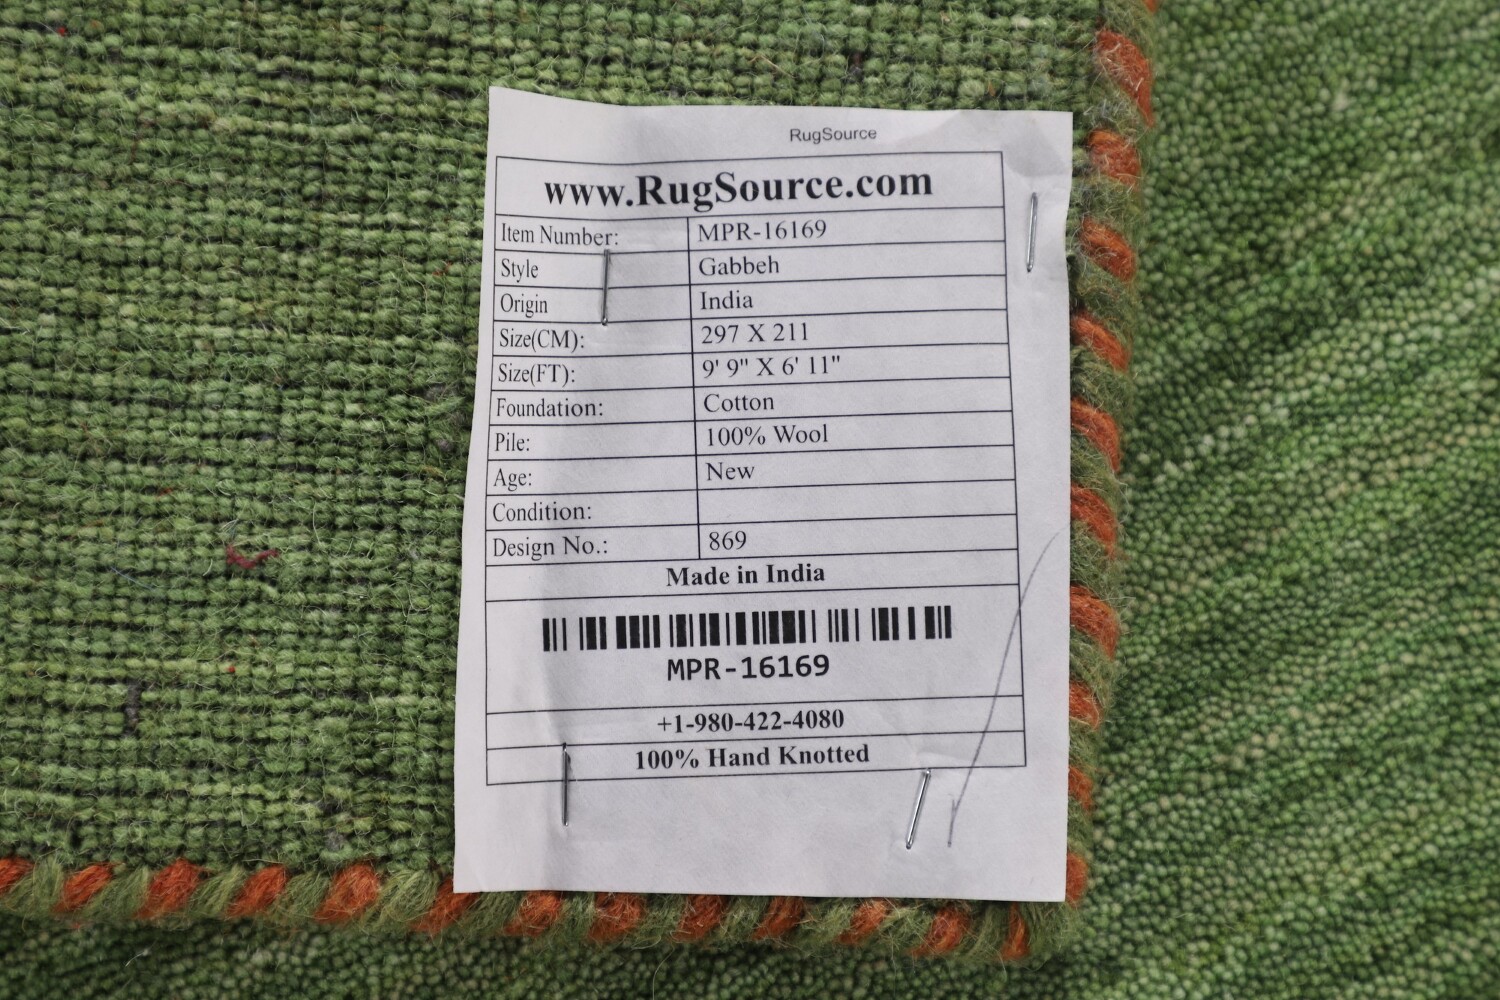 RugSource
www.RugSource.com
Item Number: MPR-16169
Style Gabbeh
Origin India
Size(CM): 297 X 211
Size(FT): 9' 9" X 6' 11"
Foundation: Cotton
Pile: 100% Wool
Age: New
Condition:
Design No.: 869
Made in India
MPR-16169
+1-980-422-4080
100% Hand Knotted